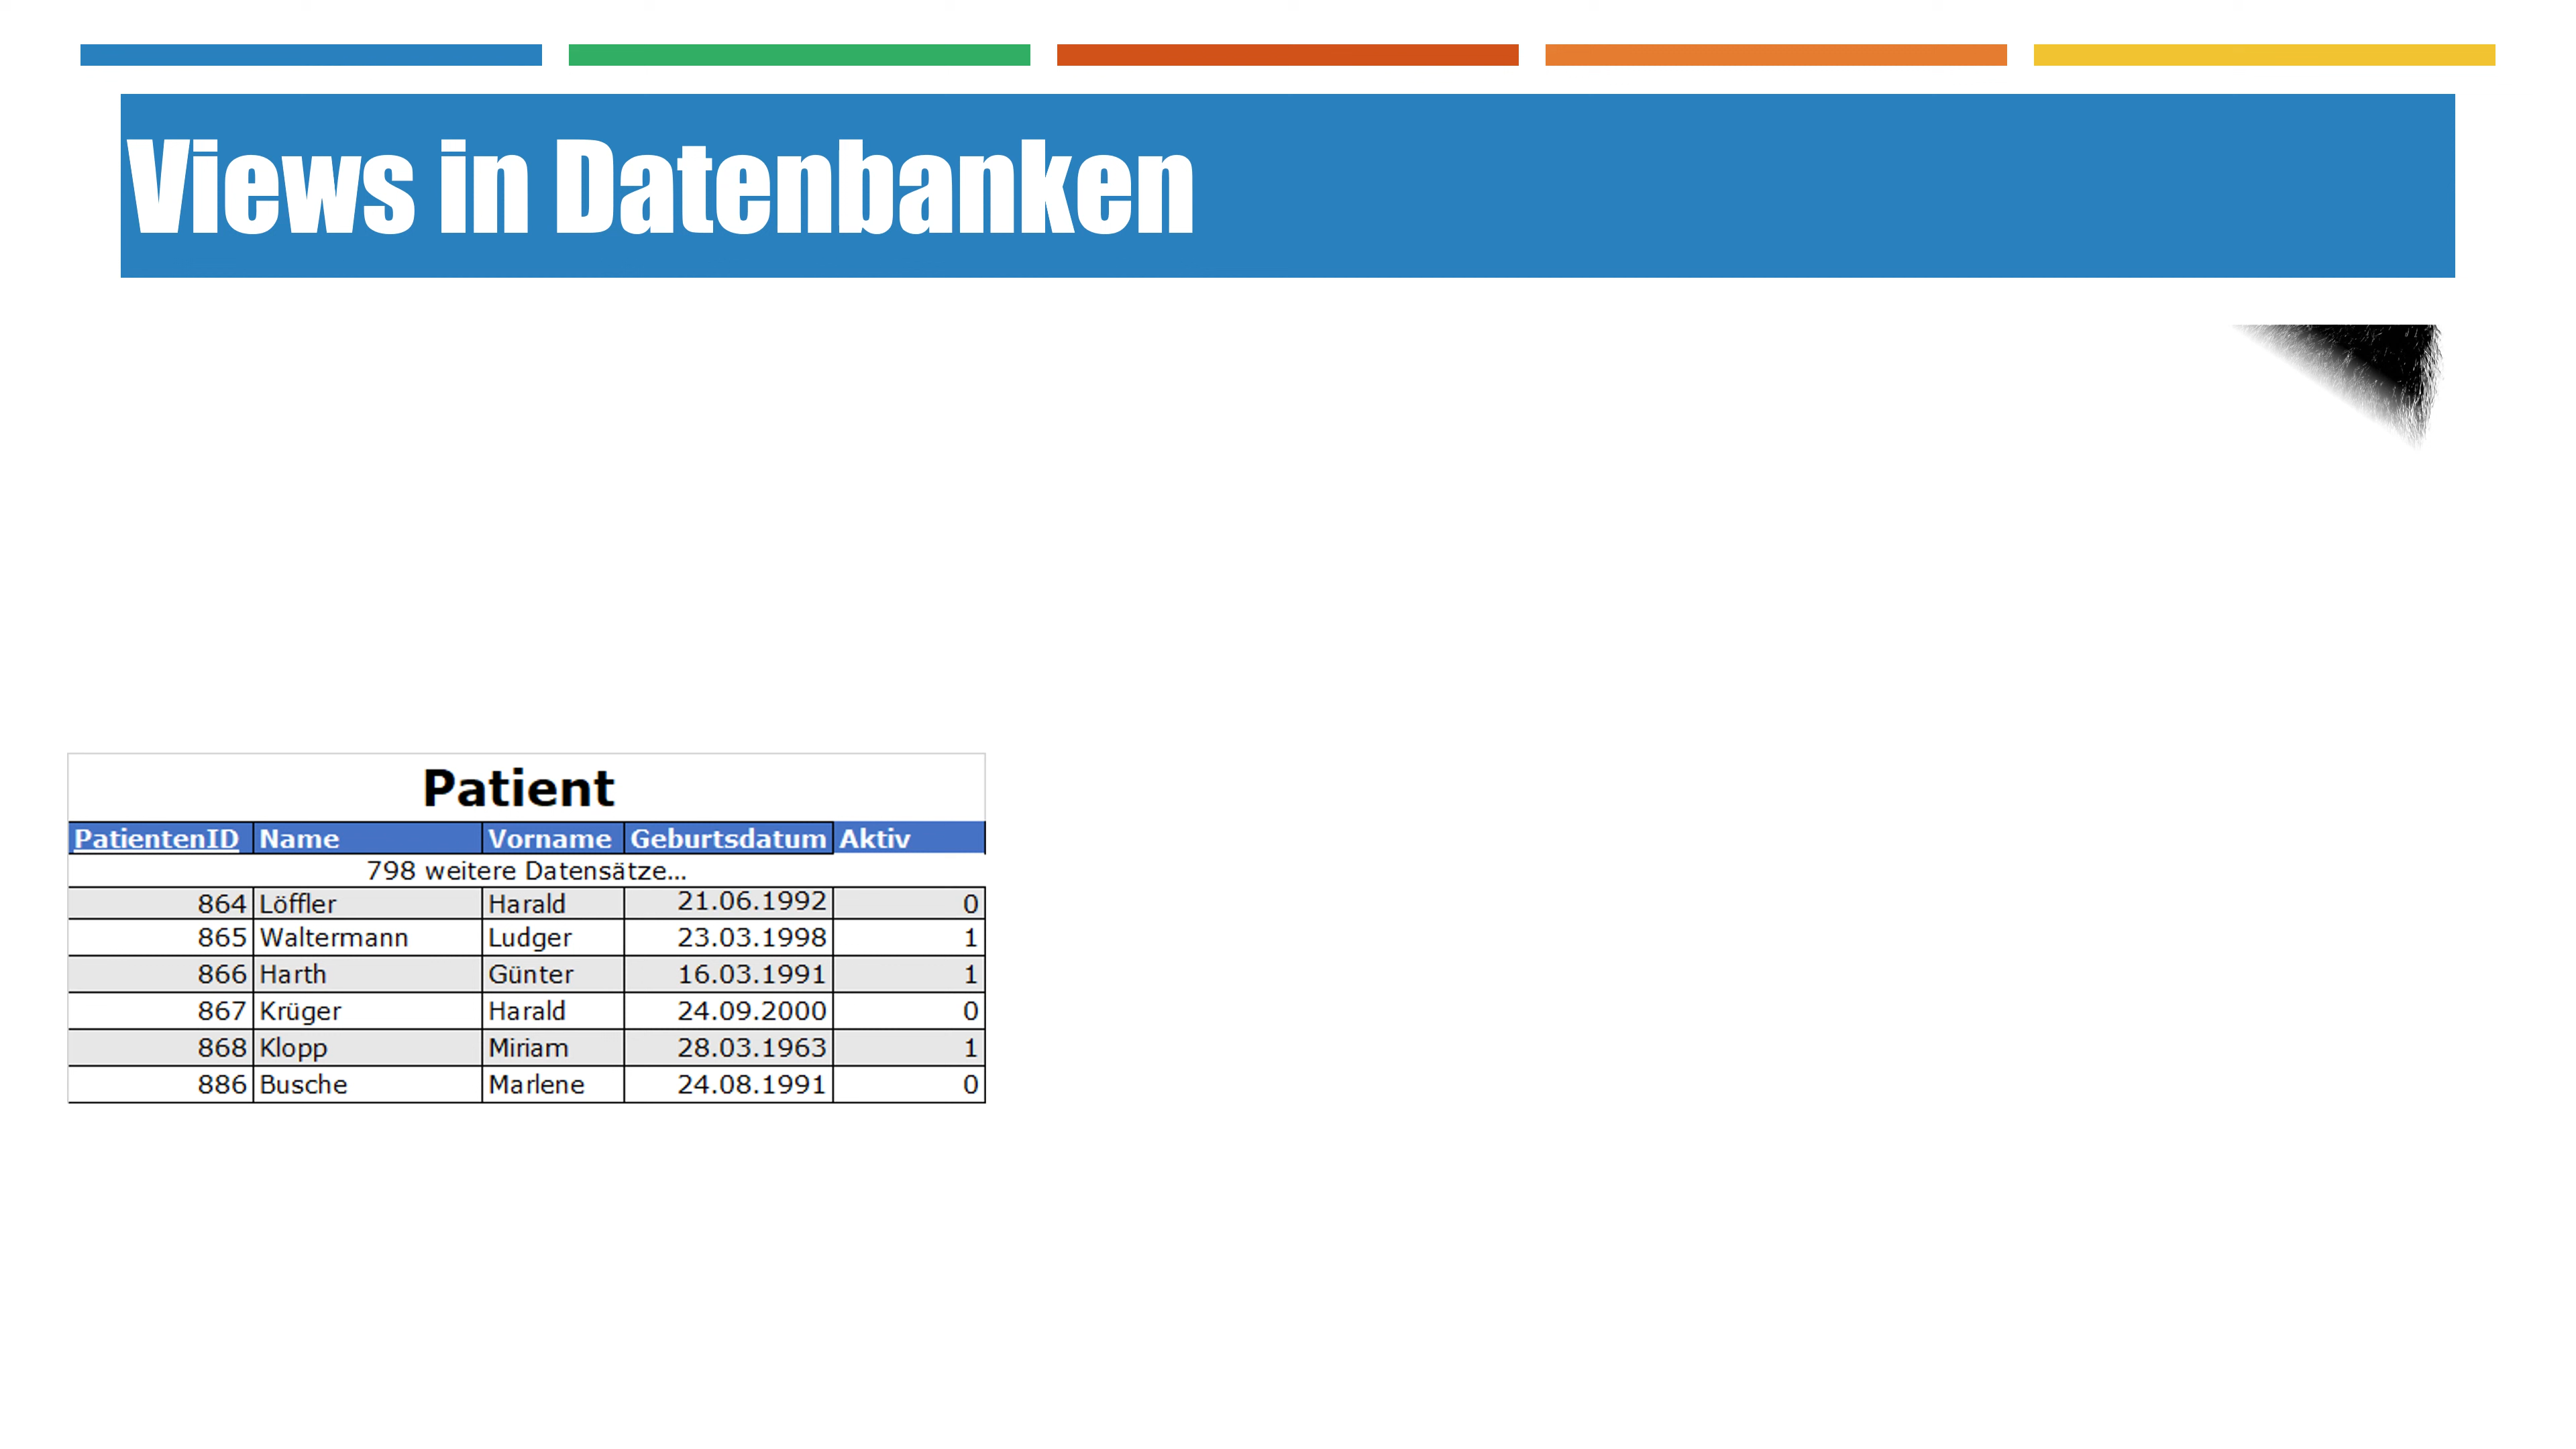 Views in Datenbanken
Patient
PatientenID Name Vorname Geburtsdatum Aktiv
798 weitere Datensätze...
864 Löffler Harald 21.06.1992 0
865 Waltermann Ludger 23.03.1998 1
866 Harth Günter 16.03.1991 1
867 Krüger Harald 24.09.2000 0
868 Klopp Miriam 28.03.1963 1
886 Busche Marlene 24.08.1991 0